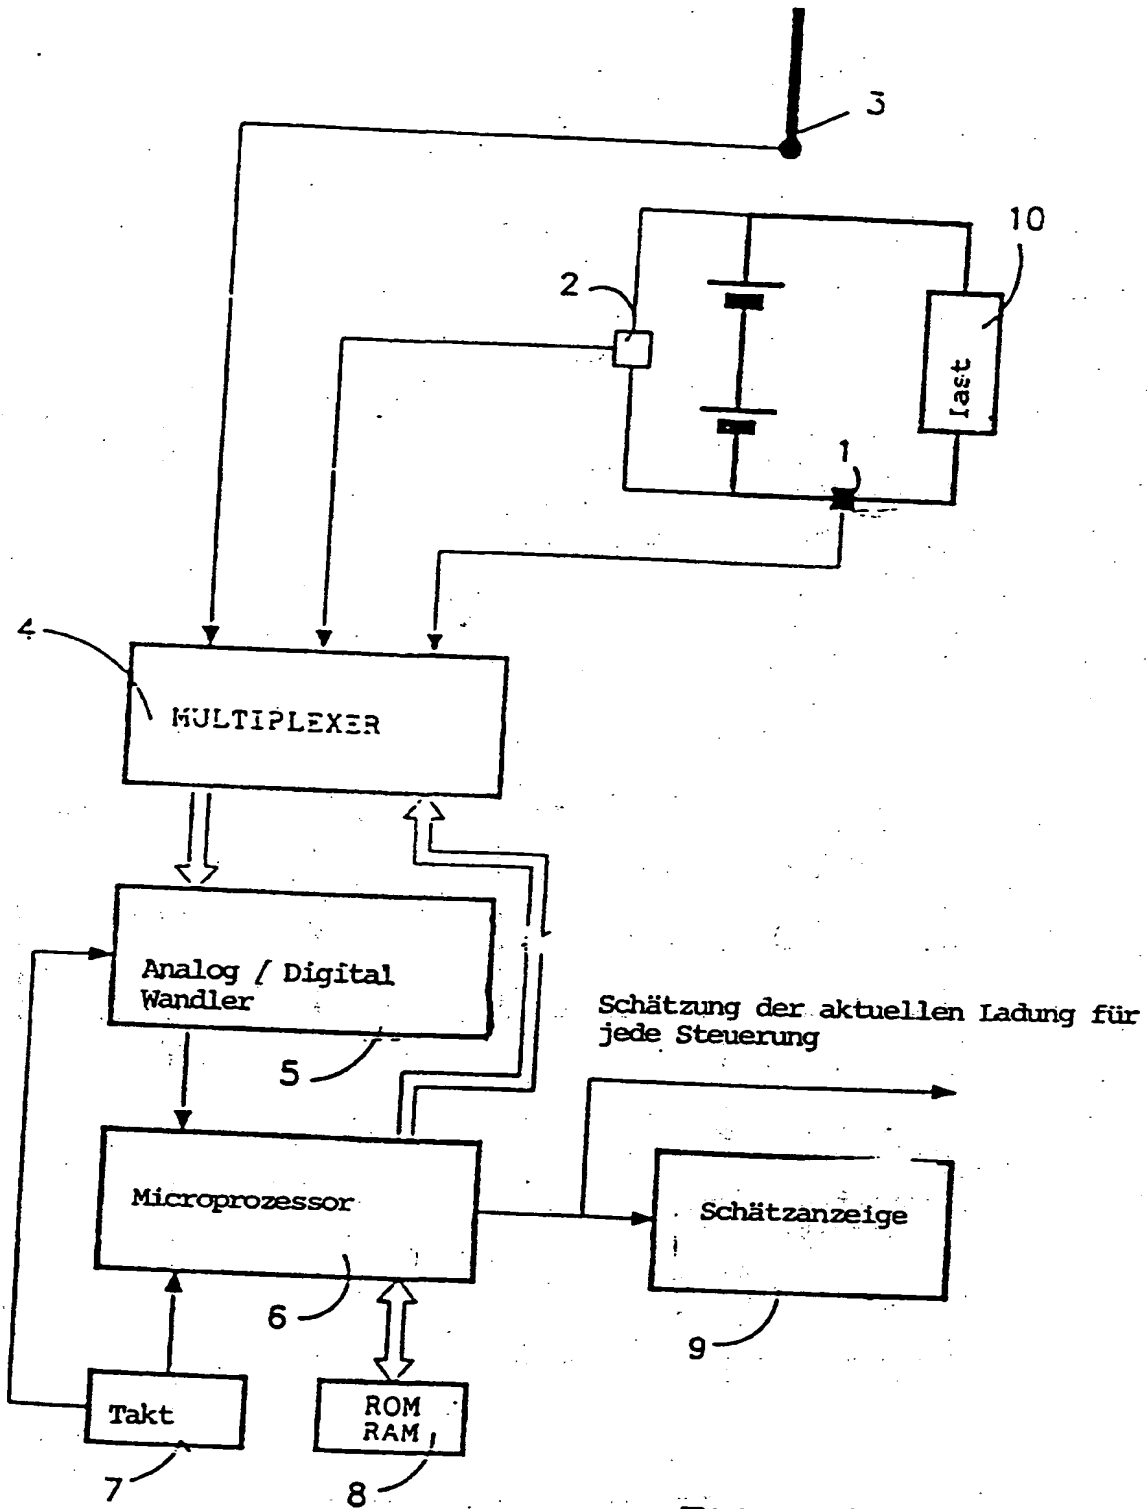 3
10
2
last
1
4
MULTIPLEXER
Analog / Digital
Wandler
5
Schätzung der aktuellen Ladung für
jede Steuerung
Microprozessor
6
Schätzanzeige
9
Takt
7
ROM
RAM
8